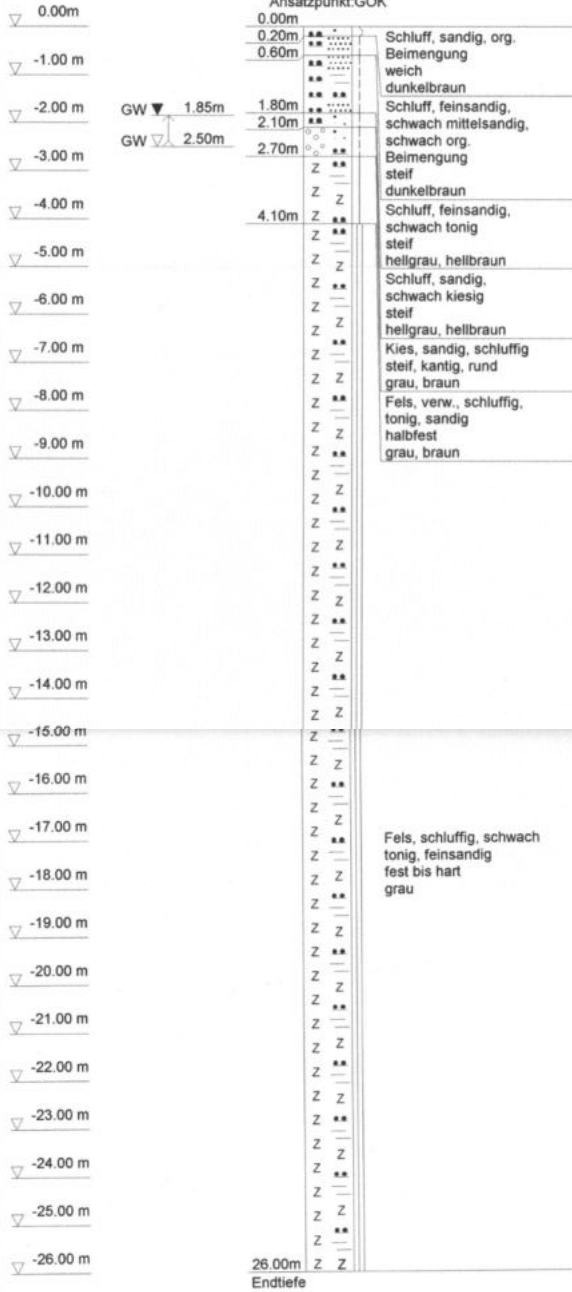 Ansatzpunkt:GOK
0.00m
0.00m
0.20m
0.60m
-1.00 m
1.80m
GW 1.85m
-2.00 m
2.10m
GW 2.50m
2.70m
-3.00 m
-4.00 m
4.10m
-5.00 m
-6.00 m
-7.00 m
-8.00 m
-9.00 m
-10.00 m
-11.00 m
-12.00 m
-13.00 m
-14.00 m
-15.00 m
-16.00 m
-17.00 m
-18.00 m
-19.00 m
-20.00 m
-21.00 m
-22.00 m
-23.00 m
-24.00 m
-25.00 m
-26.00 m
26.00m
Endtiefe
Schluff, sandig, org.
Beimengung
weich
dunkelbraun
Schluff, feinsandig,
schwach mittelsandig,
schwach org.
Beimengung
steif
dunkelbraun
Schluff, feinsandig,
schwach tonig
steif
hellgrau, hellbraun
Schluff, sandig,
schwach kiesig
steif
hellgrau, hellbraun
Kies, sandig, schluffig
steif, kantig, rund
grau, braun
Fels, verw., schluffig,
tonig, sandig
halbfest
grau, braun
Fels, schluffig, schwach
tonig, feinsandig
fest bis hart
grau